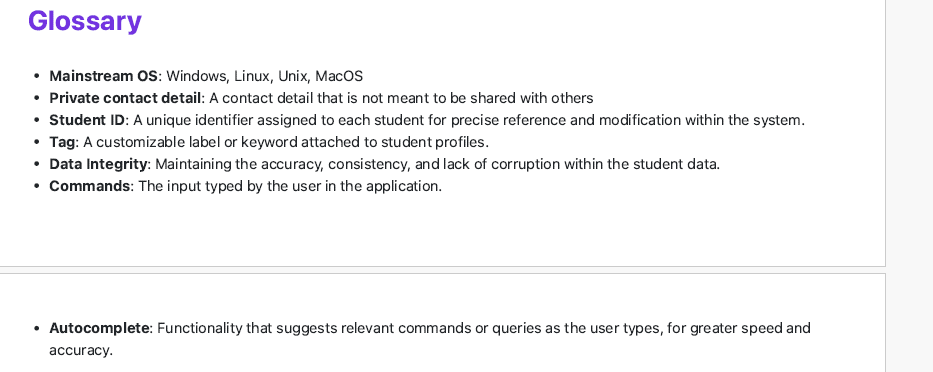 Glossary
• Mainstream OS: Windows, Linux, Unix, MacOS
• Private contact detail: A contact detail that is not meant to be shared with others
• Student ID: A unique identifier assigned to each student for precise reference and modification within the system.
• Tag: A customizable label or keyword attached to student profiles.
• Data Integrity: Maintaining the accuracy, consistency, and lack of corruption within the student data.
• Commands: The input typed by the user in the application.
• Autocomplete: Functionality that suggests relevant commands or queries as the user types, for greater speed and
accuracy.